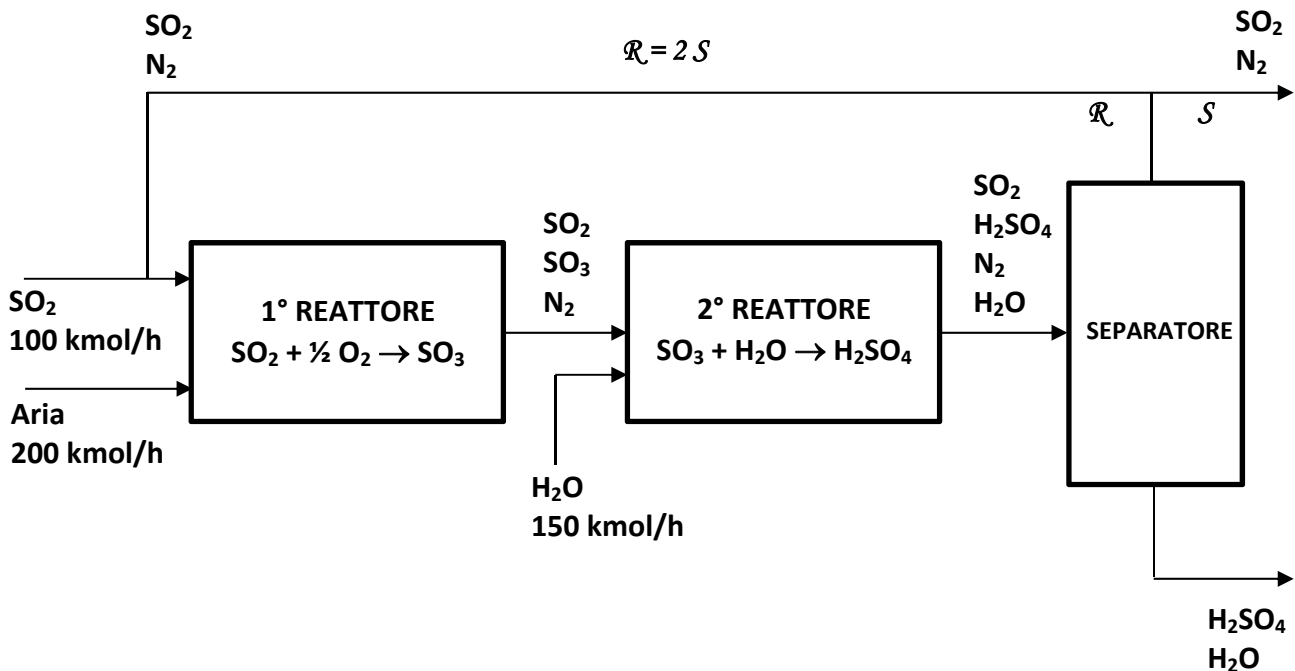 SO₂
N₂
ℛ = 2 𝒮
SO₂
N₂
ℛ
𝒮
SO₂
100 kmol/h
Aria
200 kmol/h
1° REATTORE
SO₂ + ½ O₂ → SO₃
SO₂
SO₃
N₂
H₂O
150 kmol/h
2° REATTORE
SO₃ + H₂O → H₂SO₄
SO₂
H₂SO₄
N₂
H₂O
SEPARATORE
H₂SO₄
H₂O